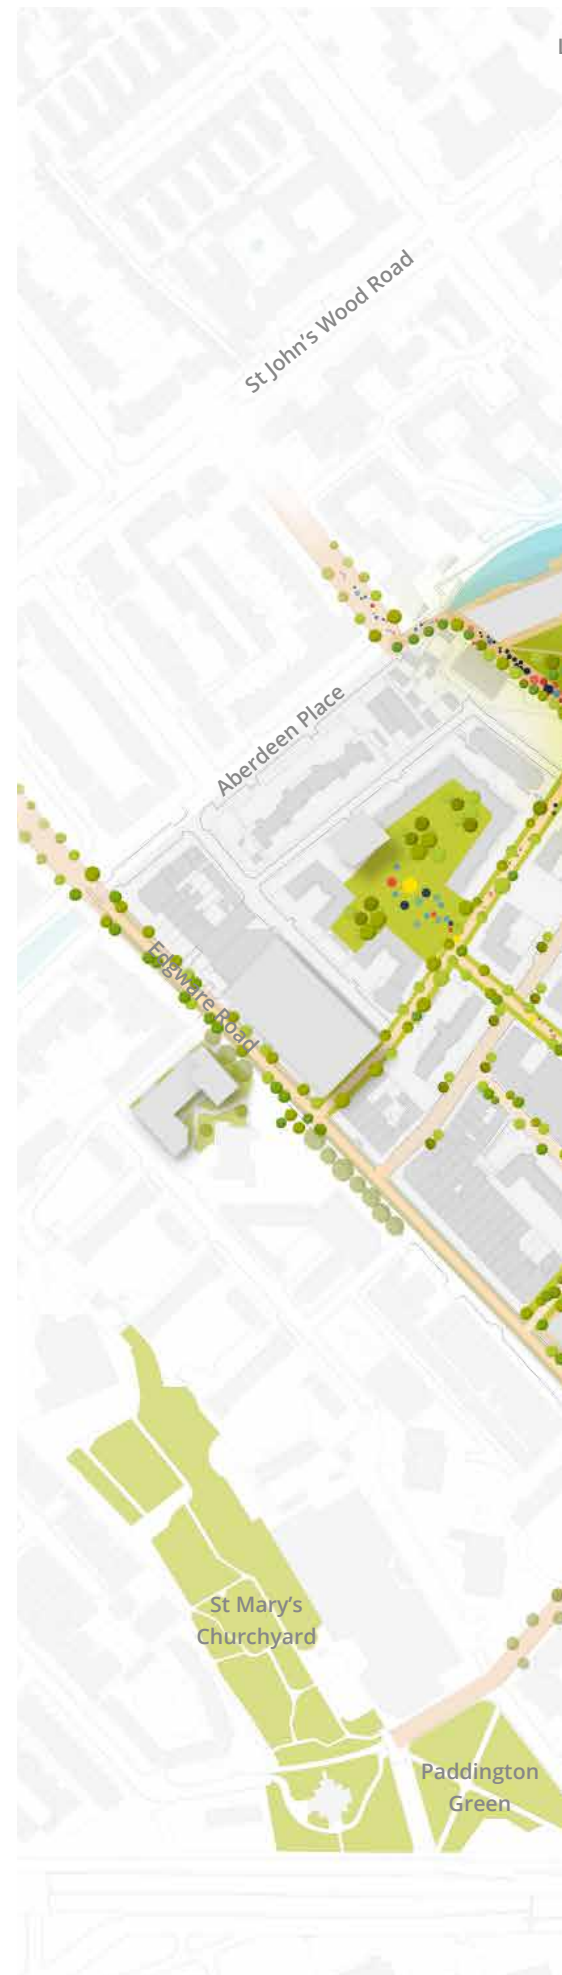 St John's Wood Road
Aberdeen Place
Edgware Road
St Mary's
Churchyard
Paddington
Green